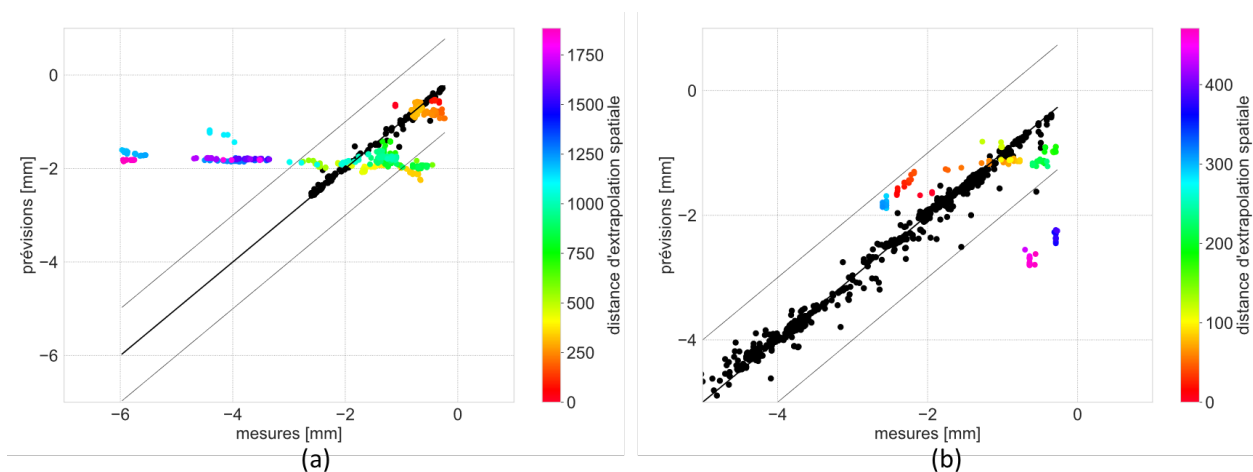 0
−2
−4
−6
prévisions [mm]
−6 −4 −2 0
mesures [mm]
(a)
1750
1500
1250
1000
750
500
250
0
distance d'extrapolation spatiale
0
−2
−4
prévisions [mm]
−4 −2 0
mesures [mm]
(b)
400
300
200
100
0
distance d'extrapolation spatiale